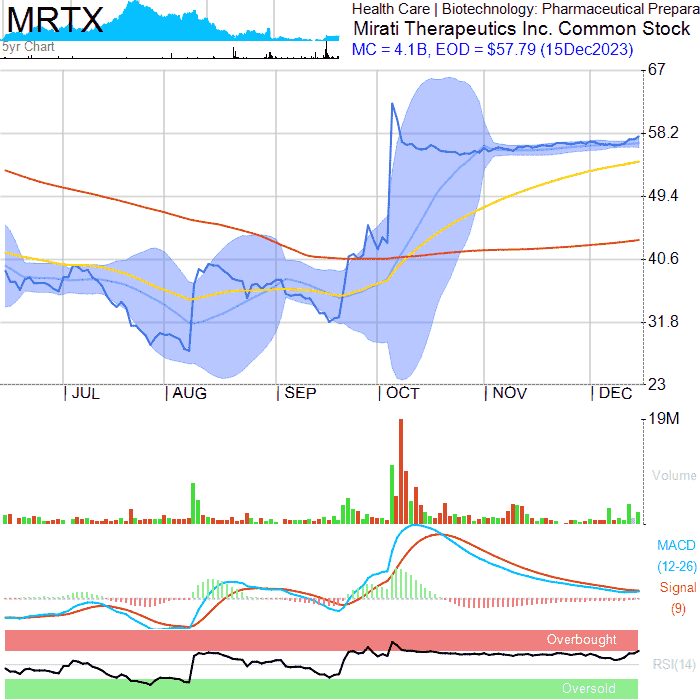 MRTX
5yr Chart
Health Care | Biotechnology: Pharmaceutical Prepara
Mirati Therapeutics Inc. Common Stock
MC = 4.1B, EOD = $57.79 (15Dec2023)
67
58.2
49.4
40.6
31.8
23
| JUL | AUG | SEP | OCT | NOV | DEC
19M
Volume
MACD
(12-26)
Signal
(9)
Overbought
RSI(14)
Oversold